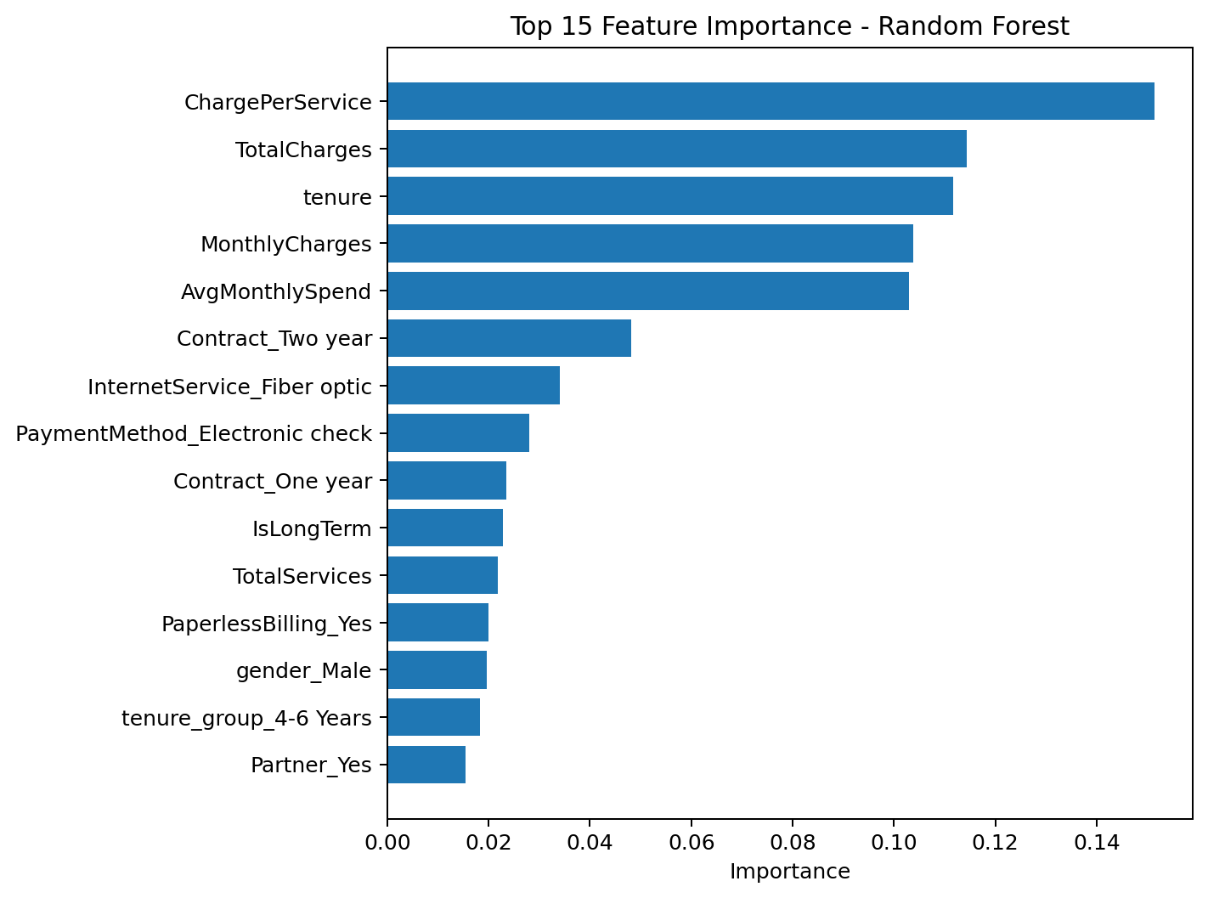 Top 15 Feature Importance - Random Forest
ChargePerService
TotalCharges
tenure
MonthlyCharges
AvgMonthlySpend
Contract_Two year
InternetService_Fiber optic
PaymentMethod_Electronic check
Contract_One year
IsLongTerm
TotalServices
PaperlessBilling_Yes
gender_Male
tenure_group_4-6 Years
Partner_Yes
0.00 0.02 0.04 0.06 0.08 0.10 0.12 0.14
Importance